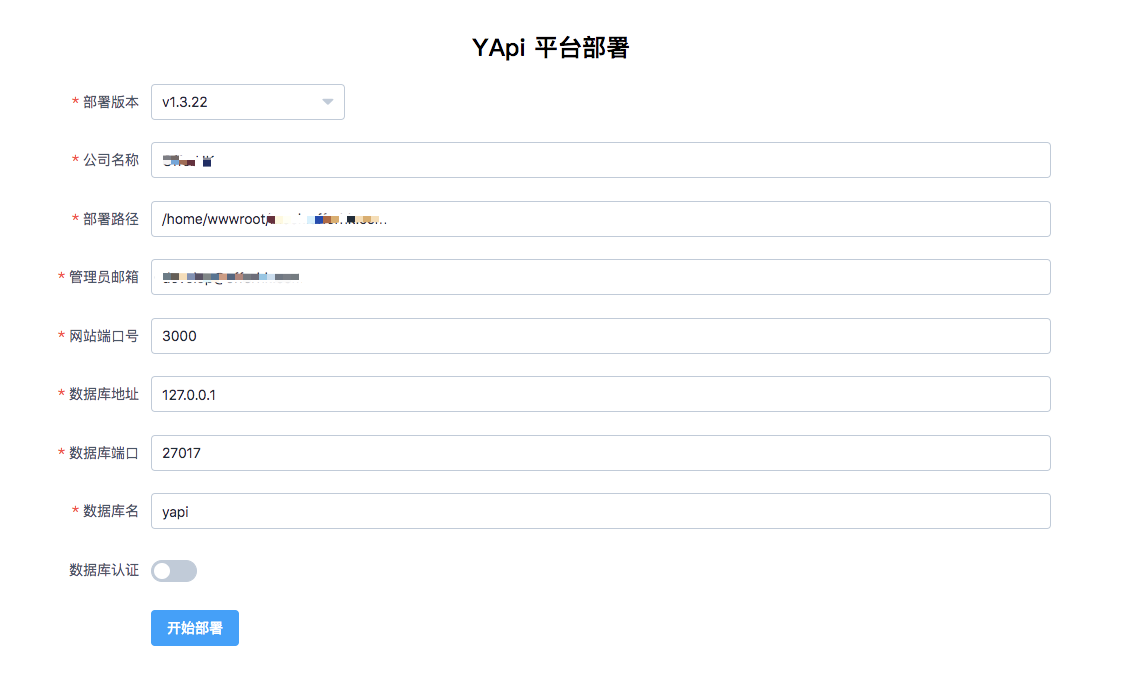 YApi 平台部署
* 部署版本 v1.3.22
* 公司名称
* 部署路径 /home/wwwroot/
* 管理员邮箱
* 网站端口号 3000
* 数据库地址 127.0.0.1
* 数据库端口 27017
* 数据库名 yapi
数据库认证
开始部署